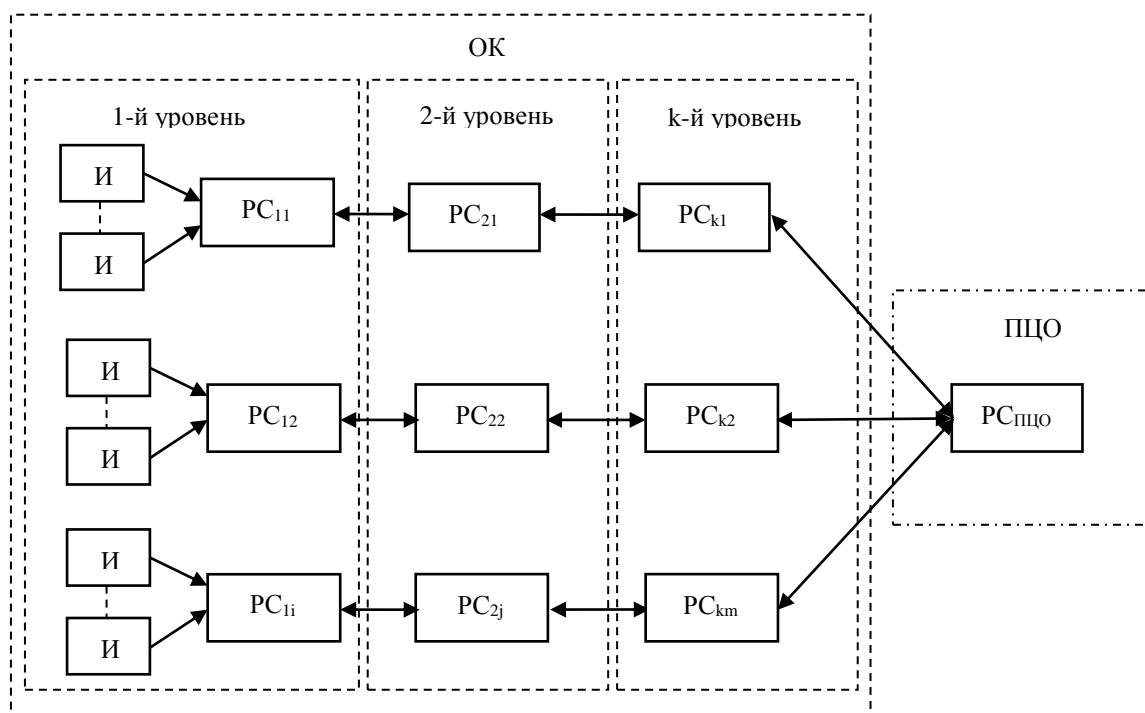 ОК
1-й уровень
2-й уровень
k-й уровень
И
РС11
РС21
РСk1
И
ПЦО
И
РС12
РС22
РСk2
РСПЦО
И
И
РС1i
РС2j
РСkm
И